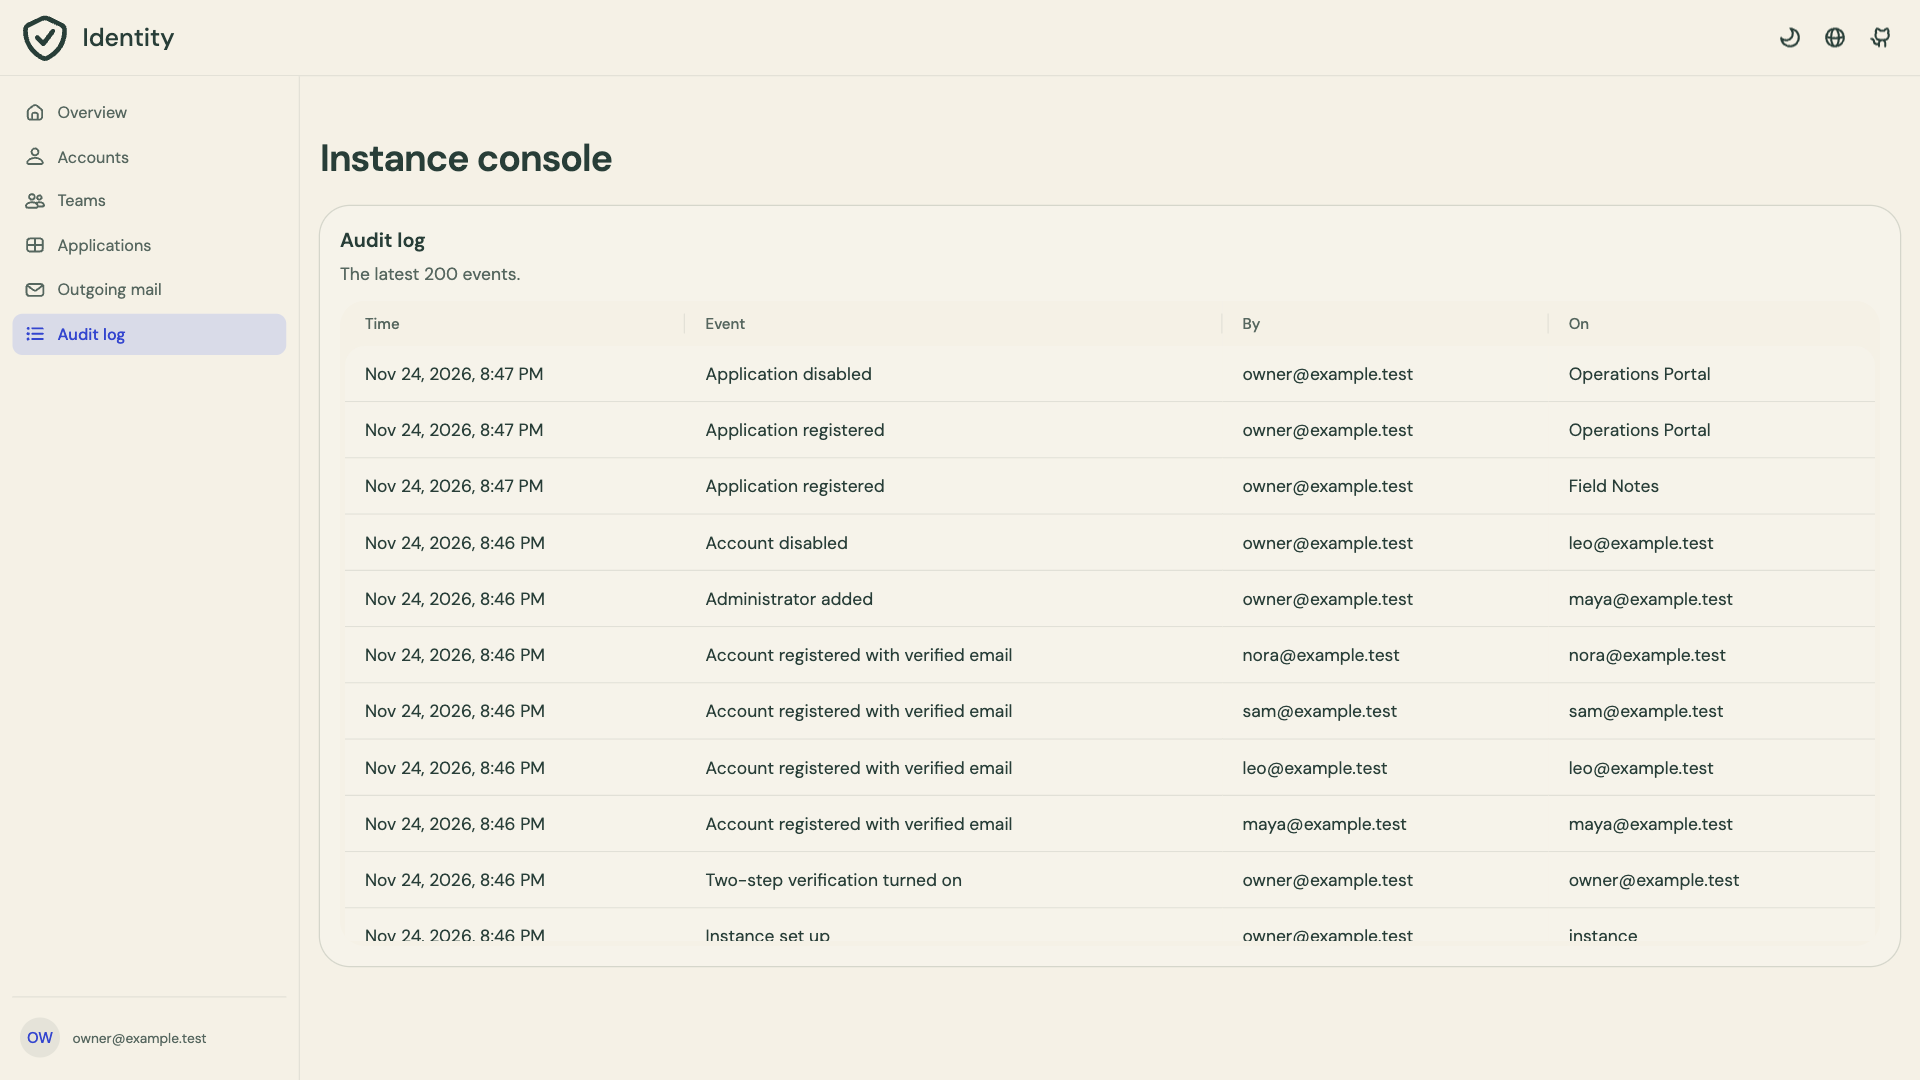 Identity
Overview
Accounts
Teams
Applications
Outgoing mail
Audit log
owner@example.test
OW
Instance console
Audit log
The latest 200 events.
Time Event By On
Nov 24, 2026, 8:47 PM Application disabled owner@example.test Operations Portal
Nov 24, 2026, 8:47 PM Application registered owner@example.test Operations Portal
Nov 24, 2026, 8:47 PM Application registered owner@example.test Field Notes
Nov 24, 2026, 8:46 PM Account disabled owner@example.test leo@example.test
Nov 24, 2026, 8:46 PM Administrator added owner@example.test maya@example.test
Nov 24, 2026, 8:46 PM Account registered with verified email nora@example.test nora@example.test
Nov 24, 2026, 8:46 PM Account registered with verified email sam@example.test sam@example.test
Nov 24, 2026, 8:46 PM Account registered with verified email leo@example.test leo@example.test
Nov 24, 2026, 8:46 PM Account registered with verified email maya@example.test maya@example.test
Nov 24, 2026, 8:46 PM Two-step verification turned on owner@example.test owner@example.test
Nov 24, 2026, 8:46 PM Instance set up owner@example.test instance